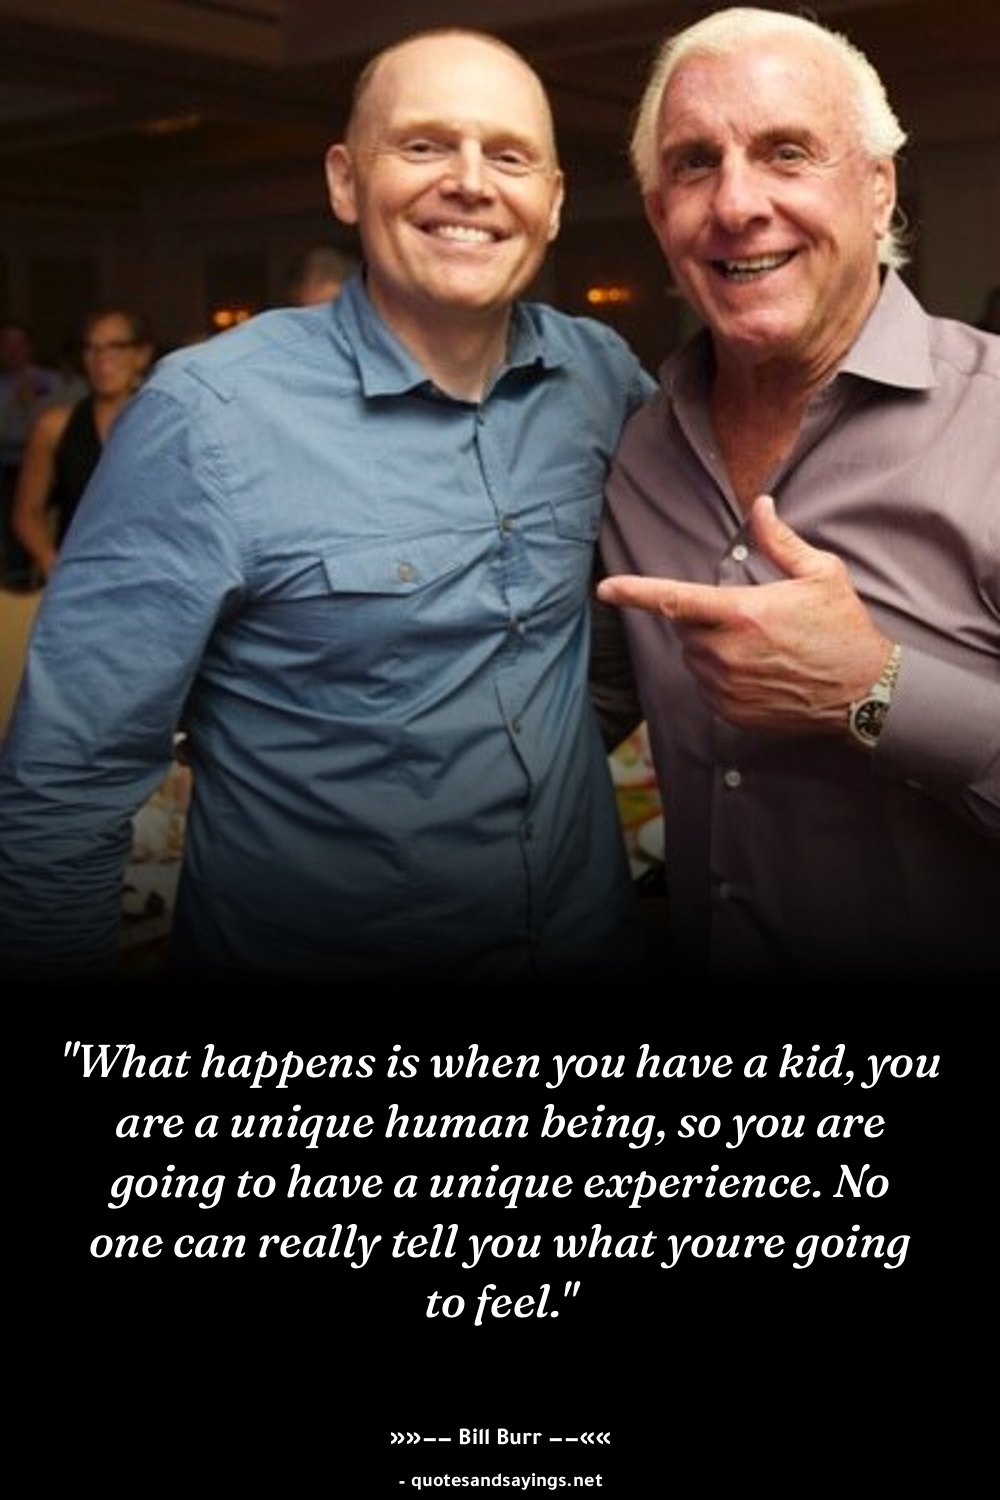 "What happens is when you have a kid, you
are a unique human being, so you are
going to have a unique experience. No
one can really tell you what youre going
to feel."
»»−− Bill Burr −−««
- quotesandsayings.net